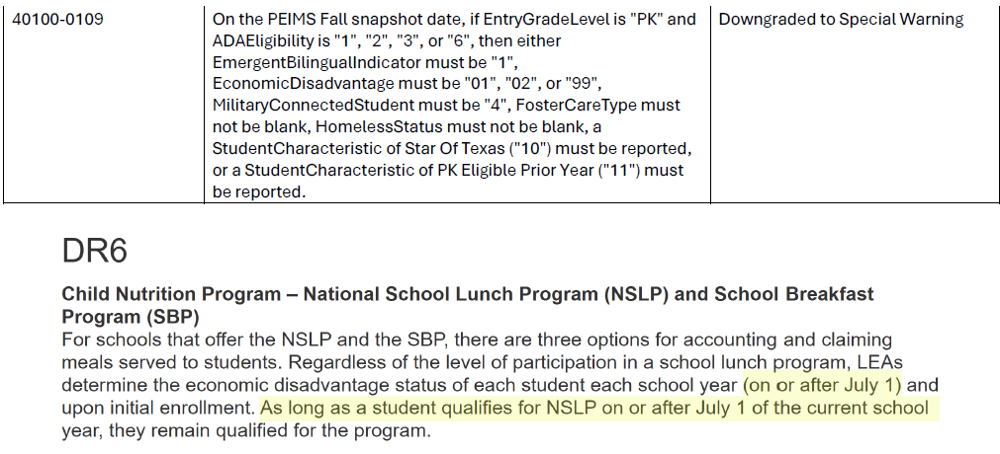 40100-0109
On the PEIMS Fall snapshot date, if EntryGradeLevel is "PK" and
ADAEligibility is "1", "2", "3", or "6", then either
EmergentBilingualIndicator must be "1",
EconomicDisadvantage must be "01", "02", or "99",
MilitaryConnectedStudent must be "4", FosterCareType must
not be blank, HomelessStatus must not be blank, a
StudentCharacteristic of Star Of Texas ("10") must be reported,
or a StudentCharacteristic of PK Eligible Prior Year ("11") must
be reported.
Downgraded to Special Warning
DR6
Child Nutrition Program – National School Lunch Program (NSLP) and School Breakfast
Program (SBP)
For schools that offer the NSLP and the SBP, there are three options for accounting and claiming
meals served to students. Regardless of the level of participation in a school lunch program, LEAs
determine the economic disadvantage status of each student each school year (on or after July 1) and
upon initial enrollment. As long as a student qualifies for NSLP on or after July 1 of the current school
year, they remain qualified for the program.